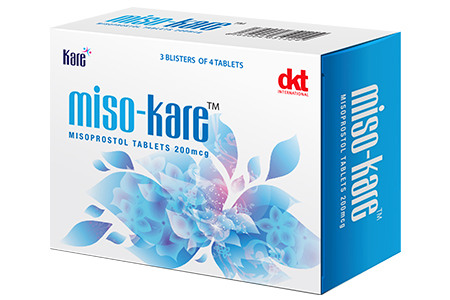 Kare
3 BLISTERS OF 4 TABLETS
dkt
INTERNATIONAL
miso-kare™
MISOPROSTOL TABLETS 200mcg
miso-kare™
MISOPROSTOL TABLETS 200mcg